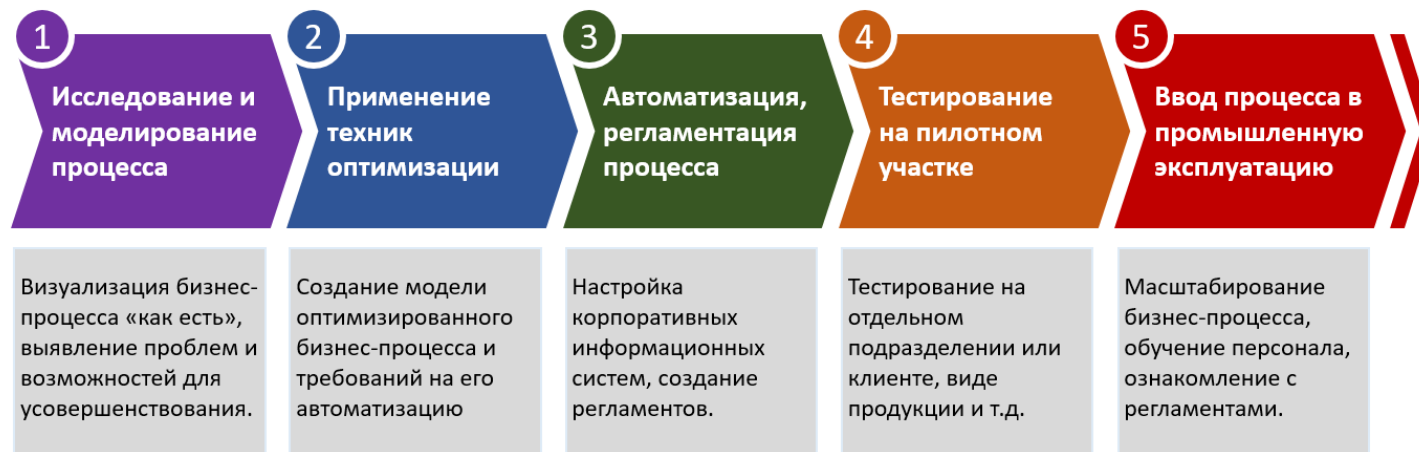 1
Исследование и
моделирование
процесса
2
Применение
техник
оптимизации
3
Автоматизация,
регламентация
процесса
4
Тестирование
на пилотном
участке
5
Ввод процесса в
промышленную
эксплуатацию
Визуализация бизнес-
процесса «как есть»,
выявление проблем и
возможностей для
усовершенствования.
Создание модели
оптимизированного
бизнес-процесса и
требований на его
автоматизацию
Настройка
корпоративных
информационных
систем, создание
регламентов.
Тестирование на
отдельном
подразделении или
клиенте, виде
продукции и т.д.
Масштабирование
бизнес-процесса,
обучение персонала,
ознакомление с
регламентами.